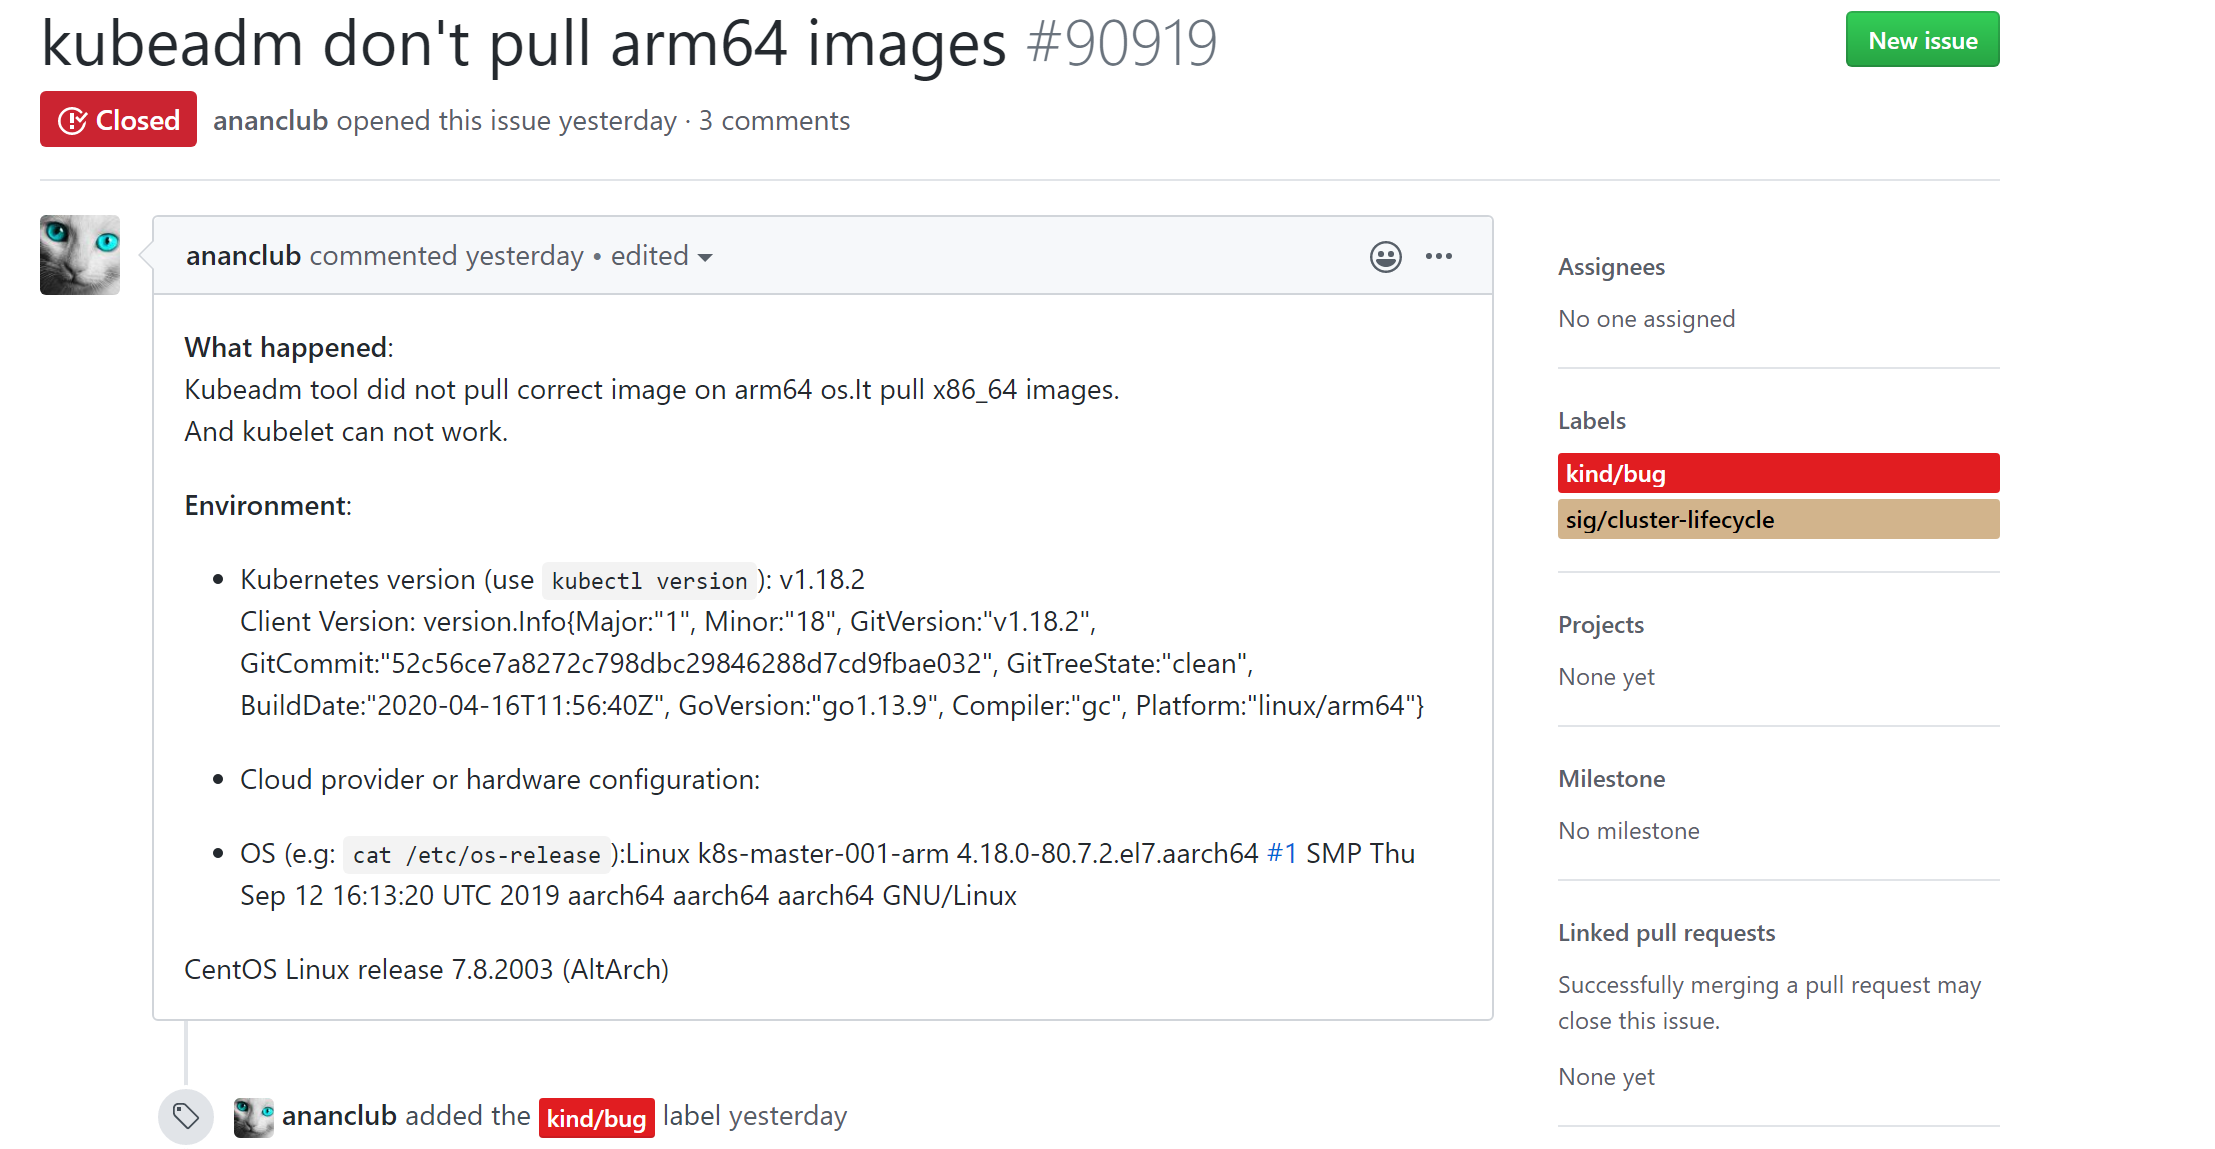 kubeadm don't pull arm64 images #90919
New issue
Closed
ananclub opened this issue yesterday · 3 comments
ananclub commented yesterday • edited
What happened:
Kubeadm tool did not pull correct image on arm64 os.It pull x86_64 images.
And kubelet can not work.
Environment:
• Kubernetes version (use kubectl version): v1.18.2
Client Version: version.Info{Major:"1", Minor:"18", GitVersion:"v1.18.2",
GitCommit:"52c56ce7a8272c798dbc29846288d7cd9fbae032", GitTreeState:"clean",
BuildDate:"2020-04-16T11:56:40Z", GoVersion:"go1.13.9", Compiler:"gc", Platform:"linux/arm64"}
• Cloud provider or hardware configuration:
• OS (e.g: cat /etc/os-release):Linux k8s-master-001-arm 4.18.0-80.7.2.el7.aarch64 #1 SMP Thu
Sep 12 16:13:20 UTC 2019 aarch64 aarch64 aarch64 GNU/Linux
CentOS Linux release 7.8.2003 (AltArch)
ananclub added the kind/bug label yesterday
Assignees
No one assigned
Labels
kind/bug
sig/cluster-lifecycle
Projects
None yet
Milestone
No milestone
Linked pull requests
Successfully merging a pull request may
close this issue.
None yet